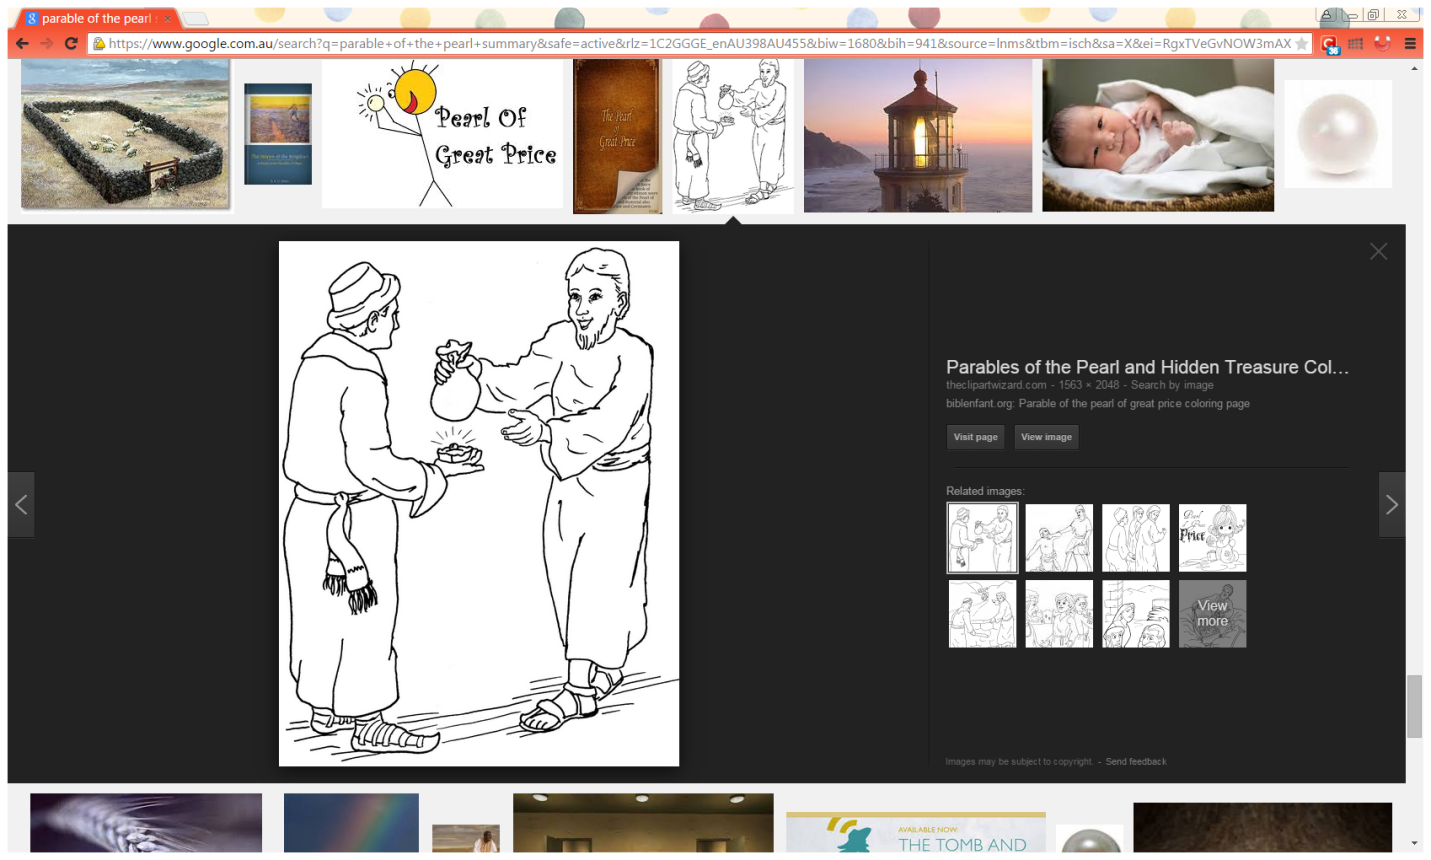 parable of the pearl s
https://www.google.com.au/search?q=parable+of+the+pearl+summary&safe=active&rlz=1C2GGGE_enAU398AU455&biw=1680&bih=941&source=lnms&tbm=isch&sa=X&ei=RgxTVeGvNOW3mAX
36
Pearl Of
Great Price
The Pearl
of
Great Price
Parables of the Pearl and Hidden Treasure Col...
theclipartwizard.com - 1563 × 2048 - Search by image
biblenfant.org: Parable of the pearl of great price coloring page
Visit page
View image
Related images:
Pearl
Price
View
more
Images may be subject to copyright. - Send feedback
AVAILABLE NOW:
THE TOMB AND